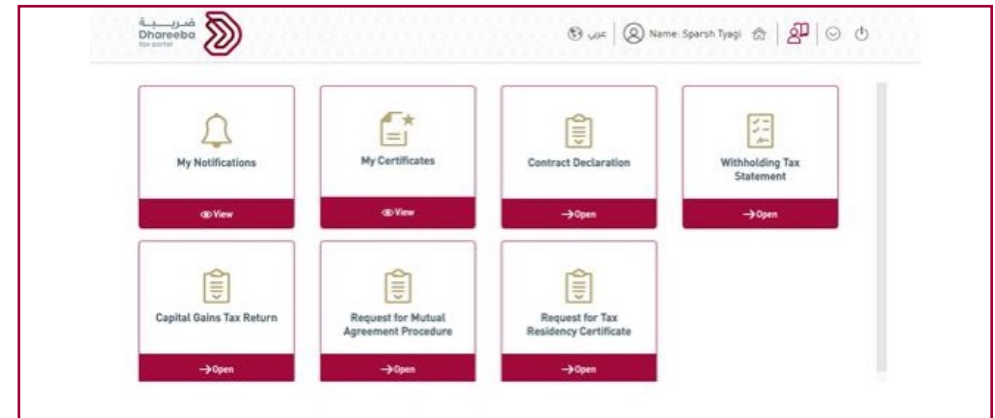 ضريبة
Dhareeba
tax portal
عربي
Name: Sparsh Tyagi
My Notifications
My Certificates
Contract Declaration
Withholding Tax
Statement
View
View
Open
Open
Capital Gains Tax Return
Request for Mutual
Agreement Procedure
Request for Tax
Residency Certificate
Open
Open
Open